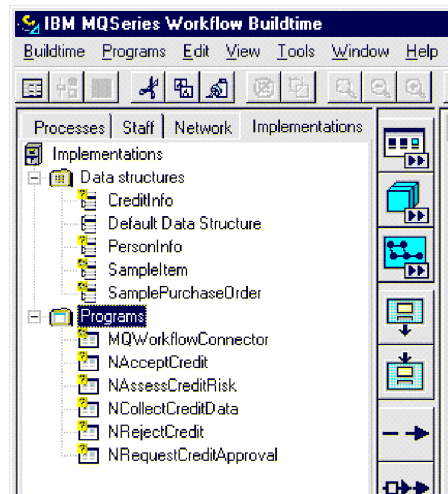 IBM MQSeries Workflow Buildtime
Buildtime Programs Edit View Tools Window Help
Processes Staff Network Implementations
Implementations
Data structures
CreditInfo
Default Data Structure
PersonInfo
SampleItem
SamplePurchaseOrder
Programs
MQWorkflowConnector
NAcceptCredit
NAssessCreditRisk
NCollectCreditData
NRejectCredit
NRequestCreditApproval